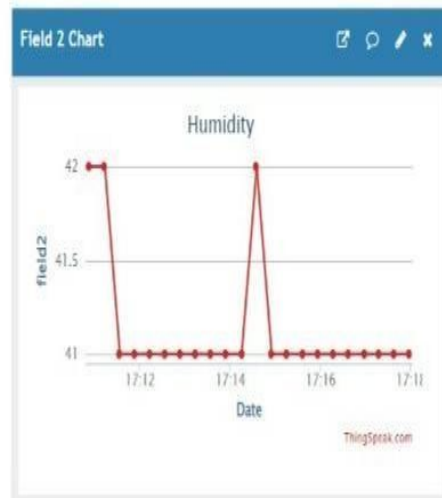 Field 2 Chart
Humidity
42
41.5
41
field2
17:12 17:14 17:16
Date
ThingSpeak.com